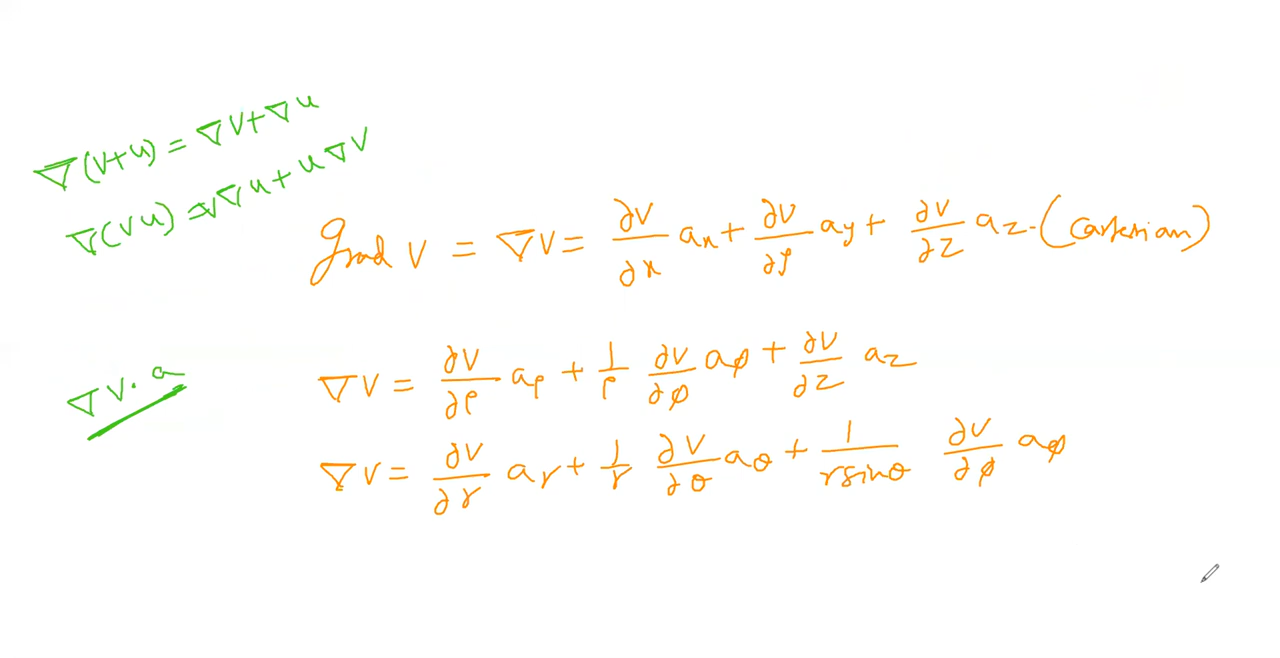 ∇(V+u) = ∇V+∇u
∇(Vu) = V∇u + u∇V
Grad V = ∇V = ∂V/∂x ax + ∂V/∂y ay + ∂V/∂z az - (Cartesian)
∇V = ∂V/∂ρ aρ + 1/ρ ∂V/∂φ aφ + ∂V/∂z az
∇V·a
∇V = ∂V/∂r ar + 1/r ∂V/∂θ aθ + 1/r sinθ ∂V/∂φ aφ